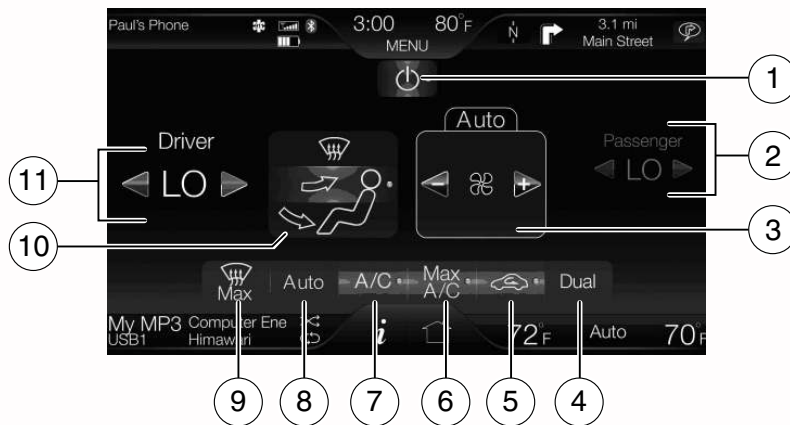 Paul's Phone 3:00 80°F N 3.1 mi
MENU Main Street
1
Auto
Driver Passenger
2
11 LO LO
10
3
Max Auto A/C Max A/C Dual
My MP3 Computer Ene
USB1 Himawari i 72°F Auto 70°F
9 8 7 6 5 4